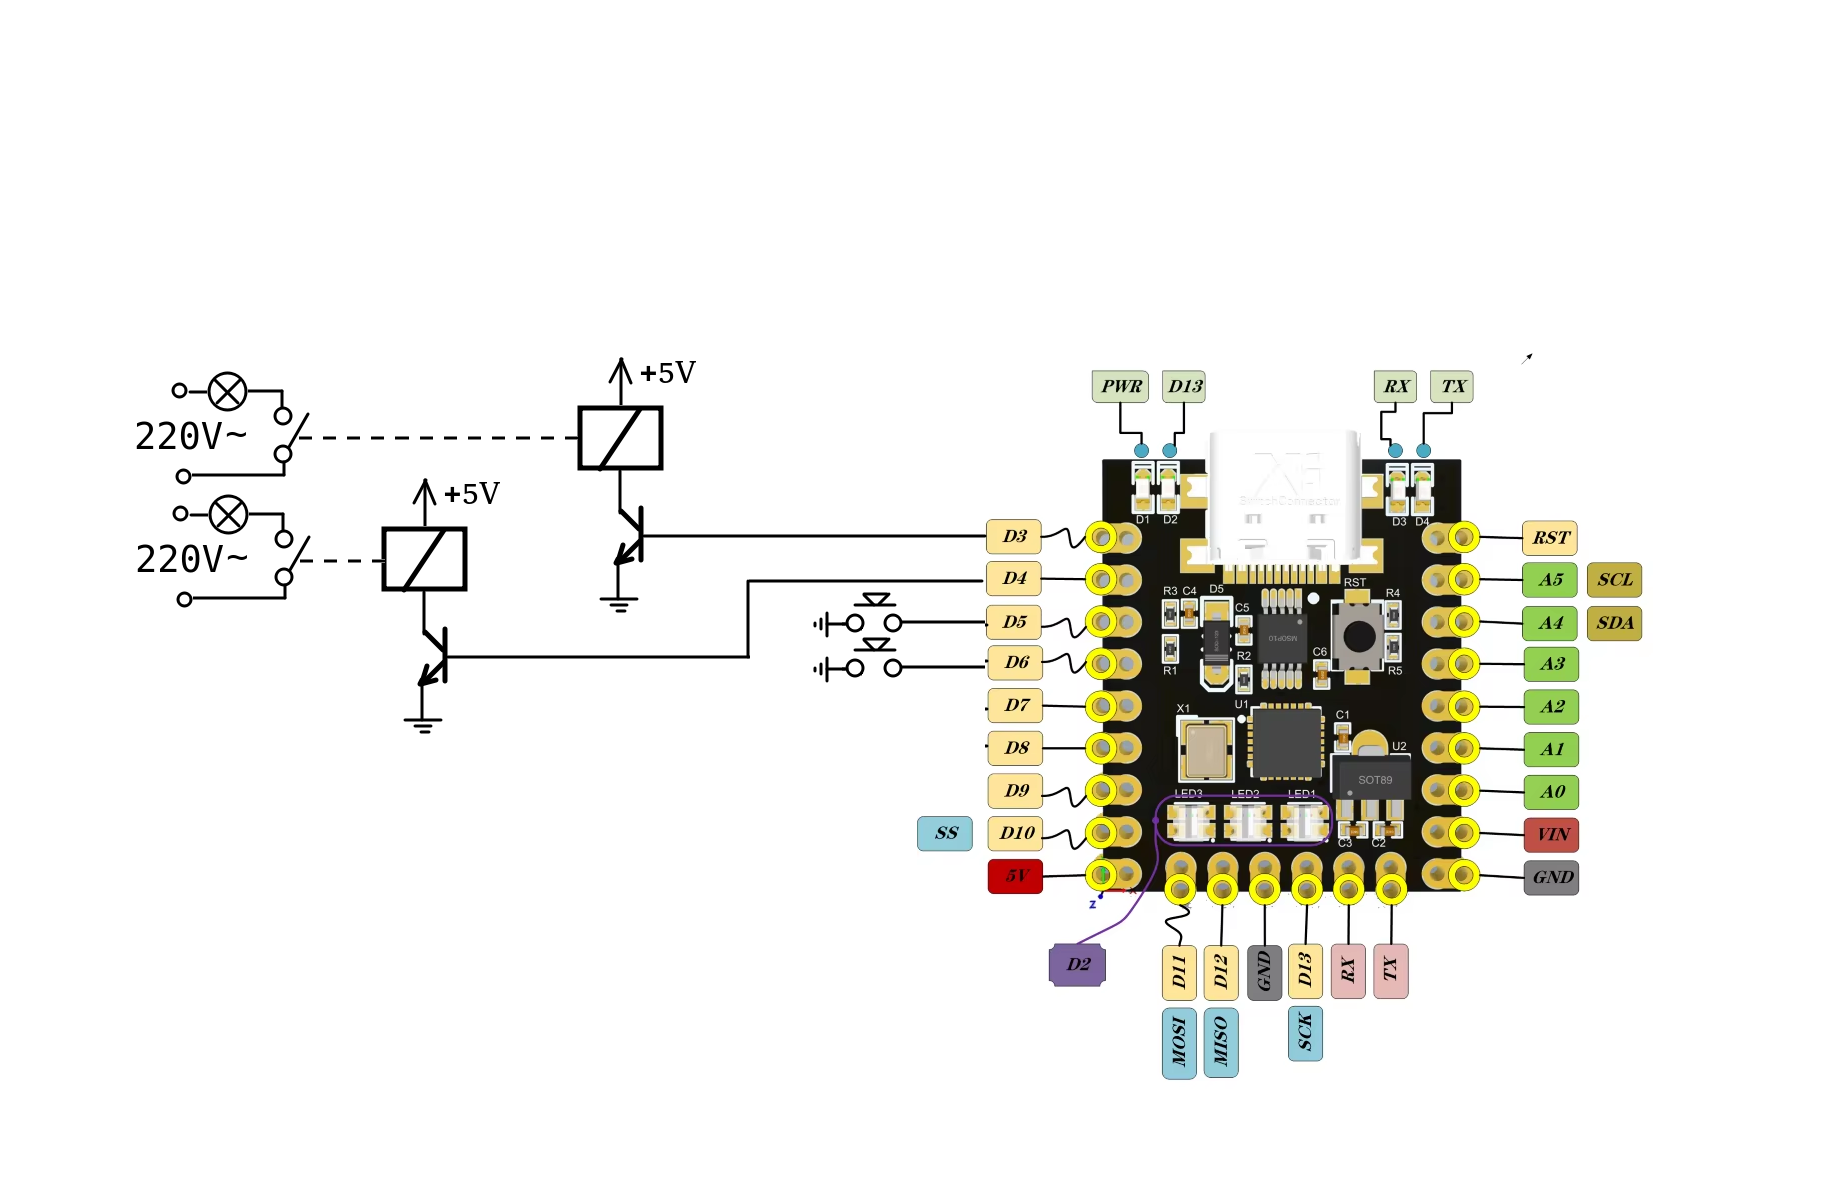 PWR D13 RX TX
+5V
220V~
+5V
220V~
SwitchConnector
D1 D2 D3 D4
D3 RST
D4 A5 SCL
D5 A4 SDA
D6 A3
D7 A2
D8 A1
D9 A0
SS D10 VIN
5V GND
R3 C4 D5 C5 RST R4
MSOP10
R1 R2 C6 R5
X1 U1 C1 U2
SOT89
LED3 LED2 LED1
C3 C2
Z X
D2
D11 D12 GND D13 RX TX
MOSI MISO SCK